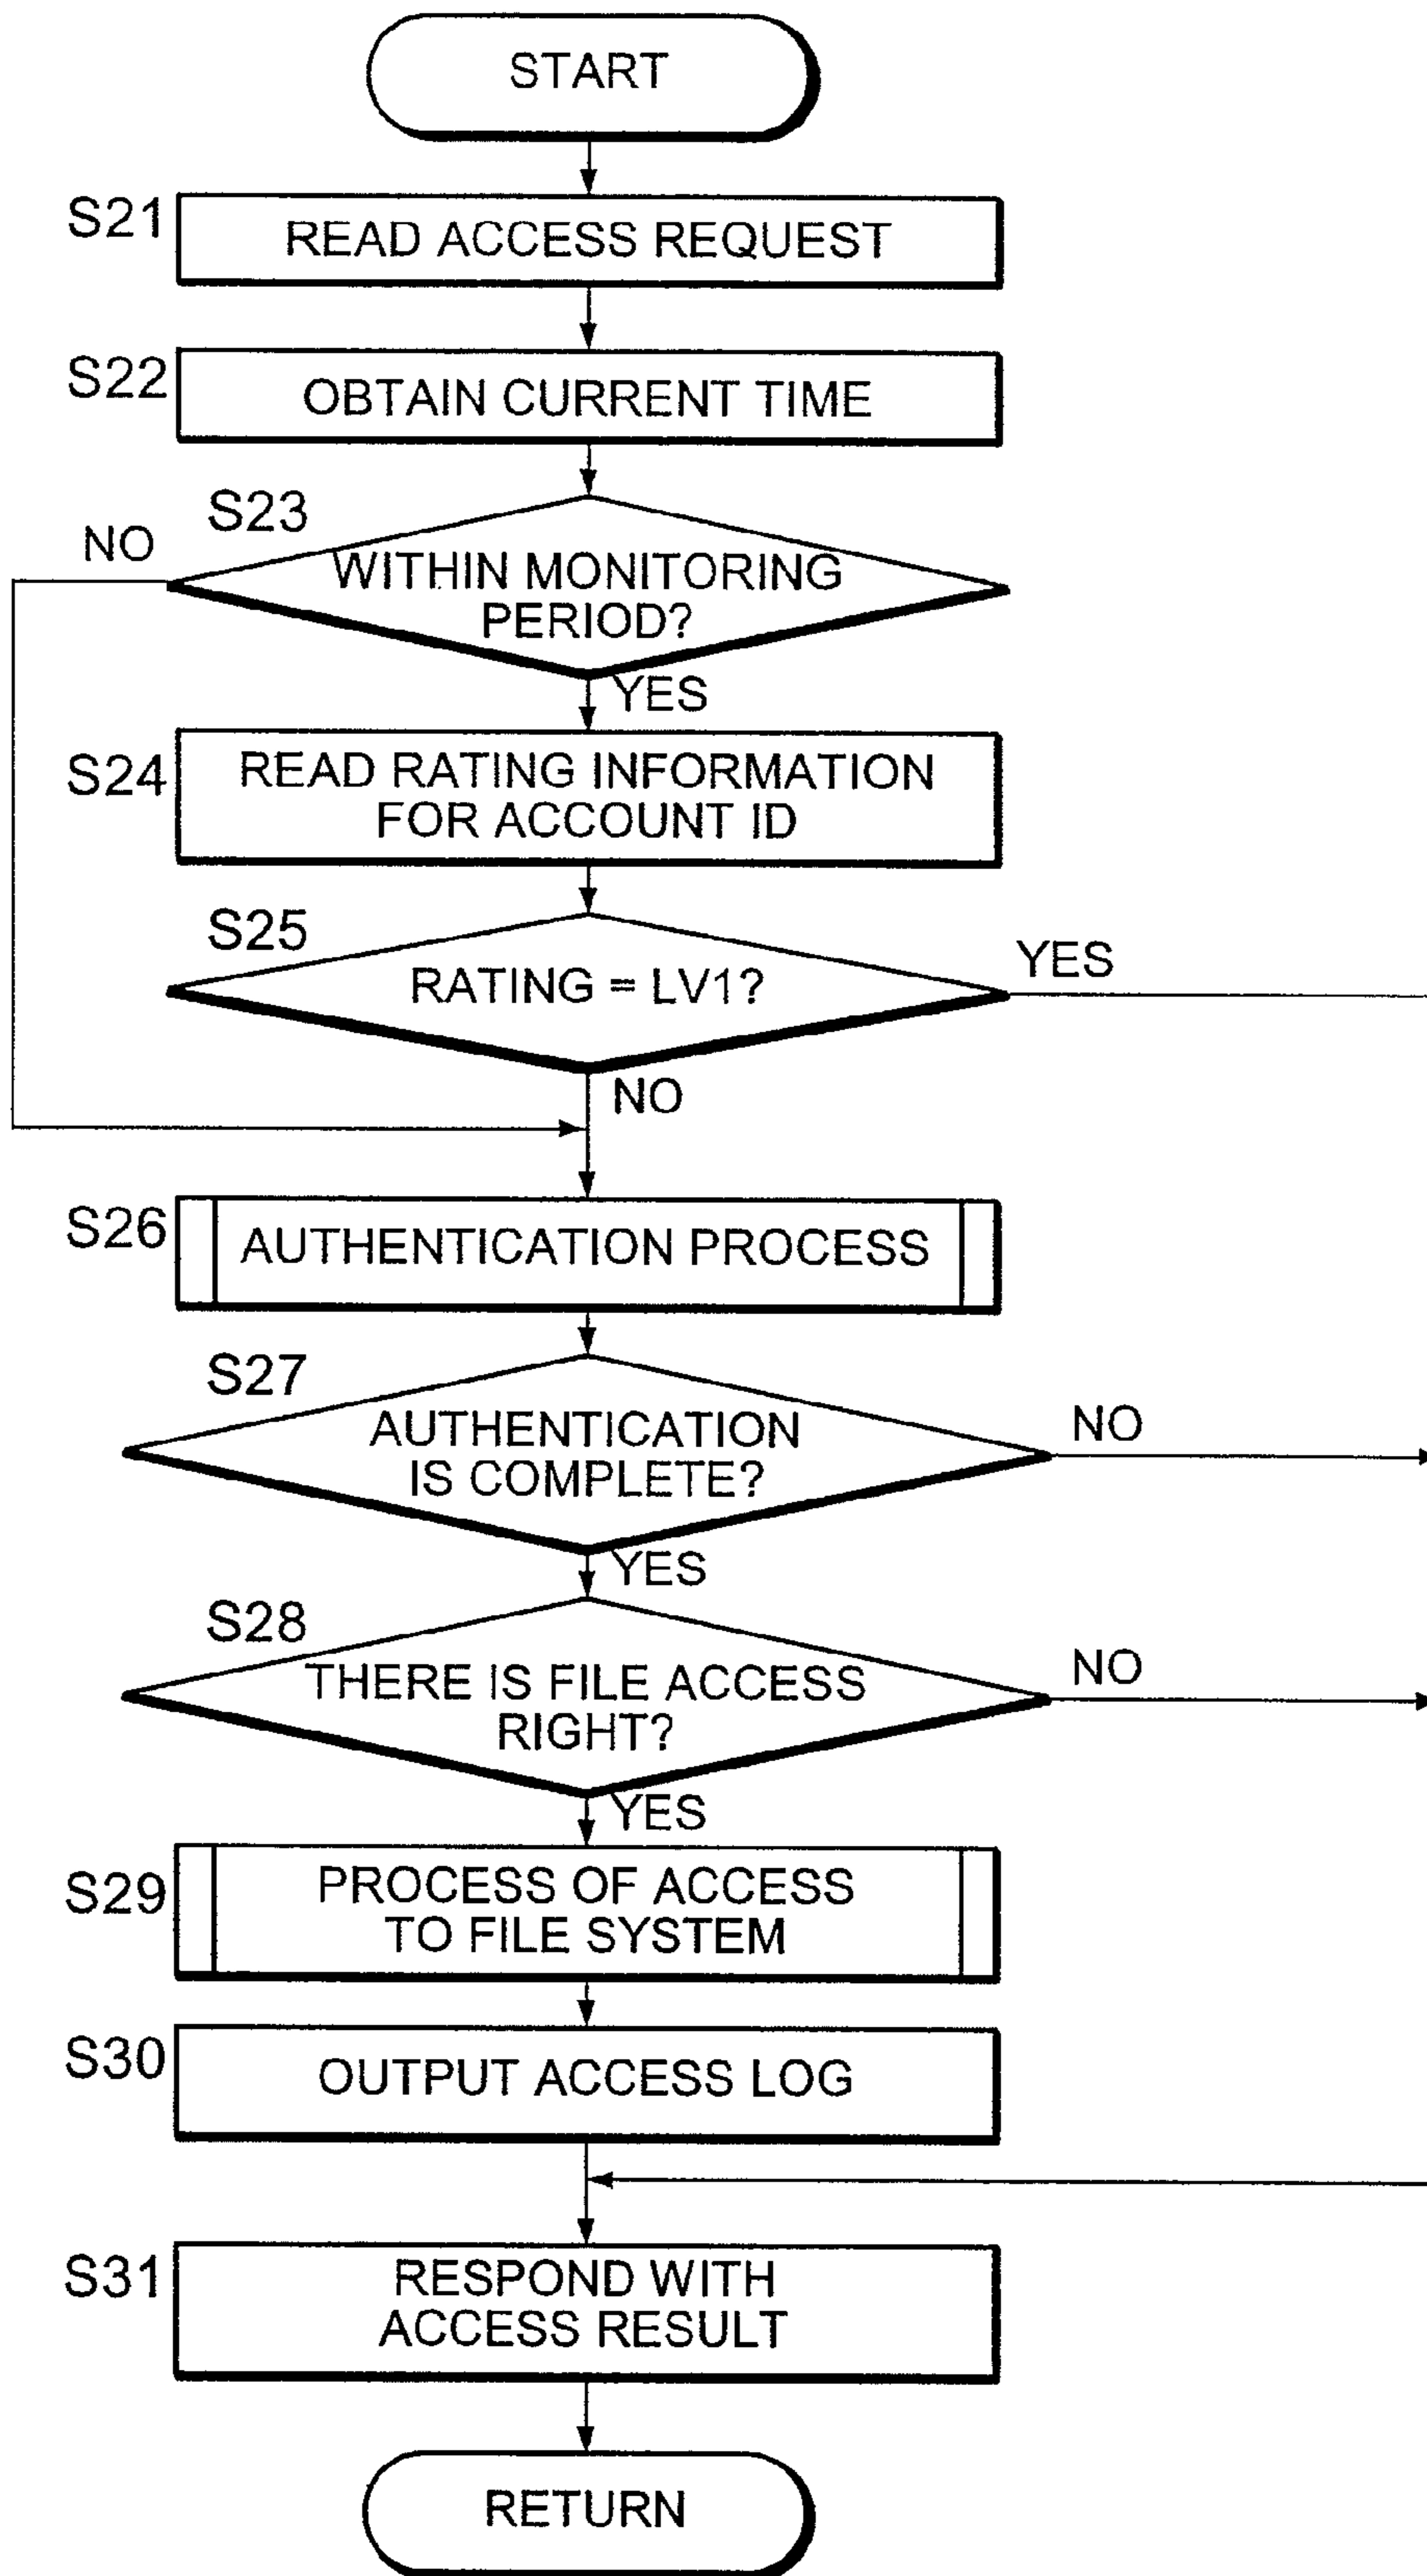 START
S21
READ ACCESS REQUEST
S22
OBTAIN CURRENT TIME
S23
NO
WITHIN MONITORING
PERIOD?
YES
S24
READ RATING INFORMATION
FOR ACCOUNT ID
S25
YES
RATING = LV1?
NO
S26
AUTHENTICATION PROCESS
S27
AUTHENTICATION
IS COMPLETE?
NO
YES
S28
THERE IS FILE ACCESS
RIGHT?
NO
YES
S29
PROCESS OF ACCESS
TO FILE SYSTEM
S30
OUTPUT ACCESS LOG
S31
RESPOND WITH
ACCESS RESULT
RETURN